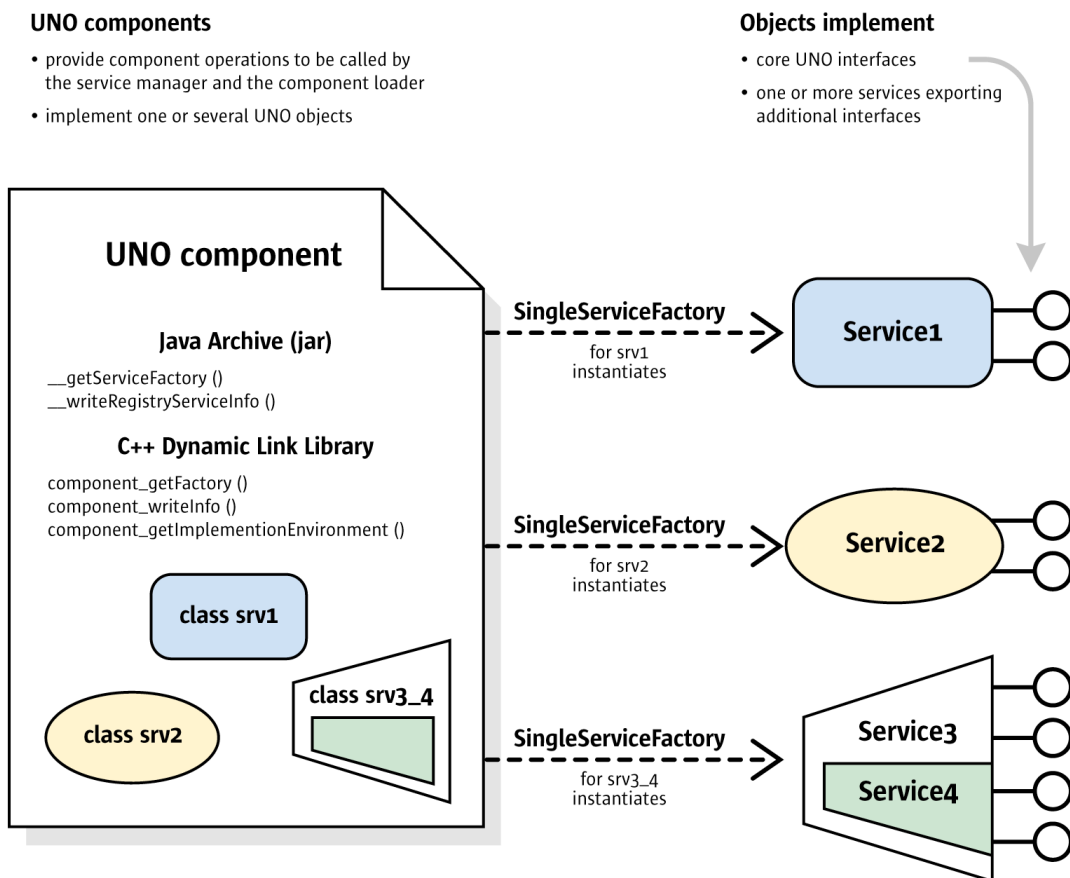 UNO components
• provide component operations to be called by
the service manager and the component loader
• implement one or several UNO objects
Objects implement
• core UNO interfaces
• one or more services exporting
additional interfaces
UNO component
Java Archive (jar)
__getServiceFactory ()
__writeRegistryServiceInfo ()
C++ Dynamic Link Library
component_getFactory ()
component_writeInfo ()
component_getImplementionEnvironment ()
class srv1
class srv2
class srv3_4
SingleServiceFactory
for srv1
instantiates
Service1
SingleServiceFactory
for srv2
instantiates
Service2
SingleServiceFactory
for srv3_4
instantiates
Service3
Service4